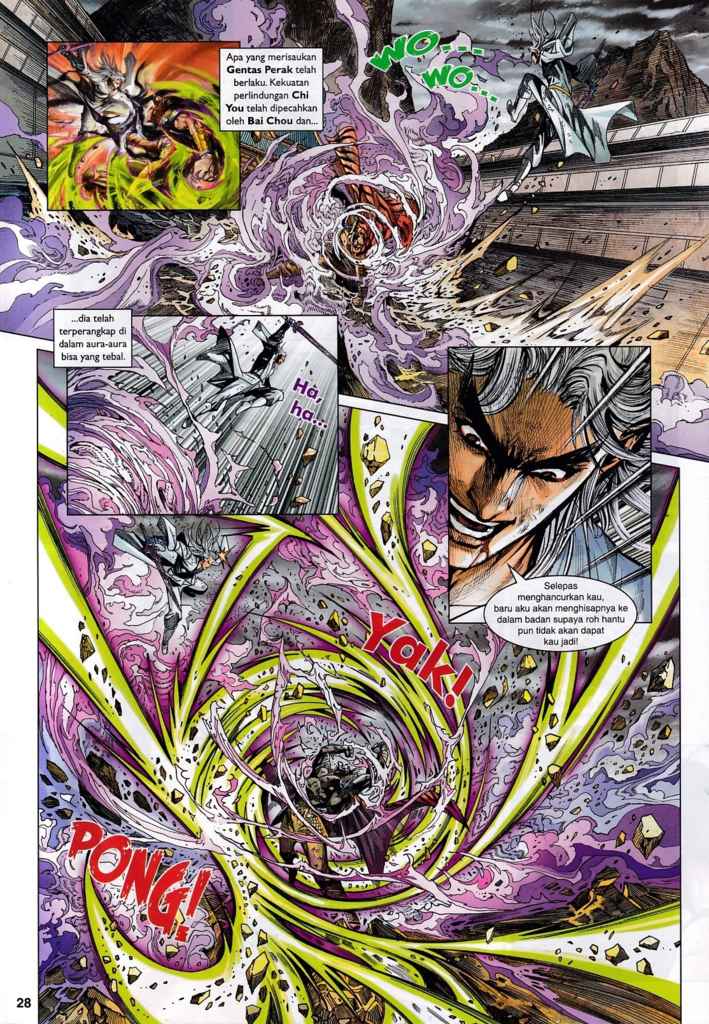 Apa yang merisaukan
Gentas Perak telah
berlaku. Kekuatan
perlindungan Chi
You telah dipecahkan
oleh Bai Chou dan...
WO...
WO...
...dia telah
terperangkap di
dalam aura-aura
bisa yang tebal.
Hà,
ha...
Selepas
menghancurkan kau,
baru aku akan menghisapnya ke
dalam badan supaya roh hantu
pun tidak akan dapat
kau jadi!
Yak!
PONG!
28